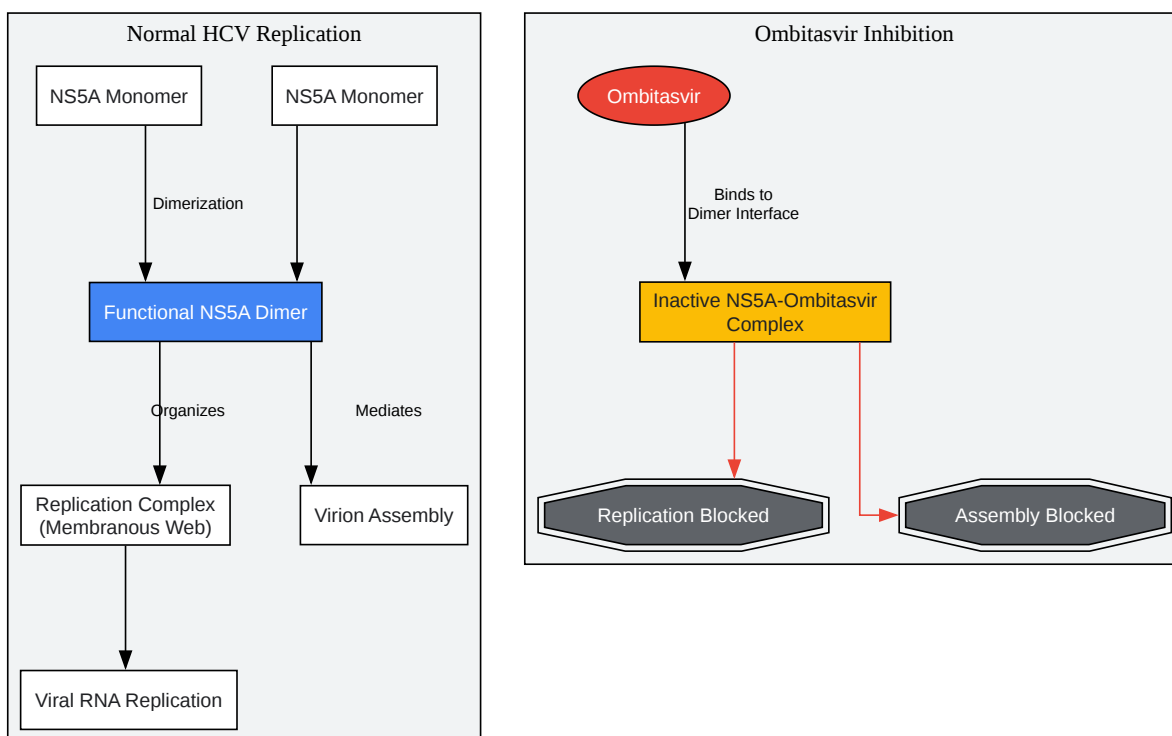 Normal HCV Replication
NS5A Monomer
NS5A Monomer
Dimerization
Functional NS5A Dimer
Organizes
Mediates
Replication Complex
(Membranous Web)
Virion Assembly
Viral RNA Replication
Ombitasvir Inhibition
Ombitasvir
Binds to
Dimer Interface
Inactive NS5A-Ombitasvir
Complex
Replication Blocked
Assembly Blocked